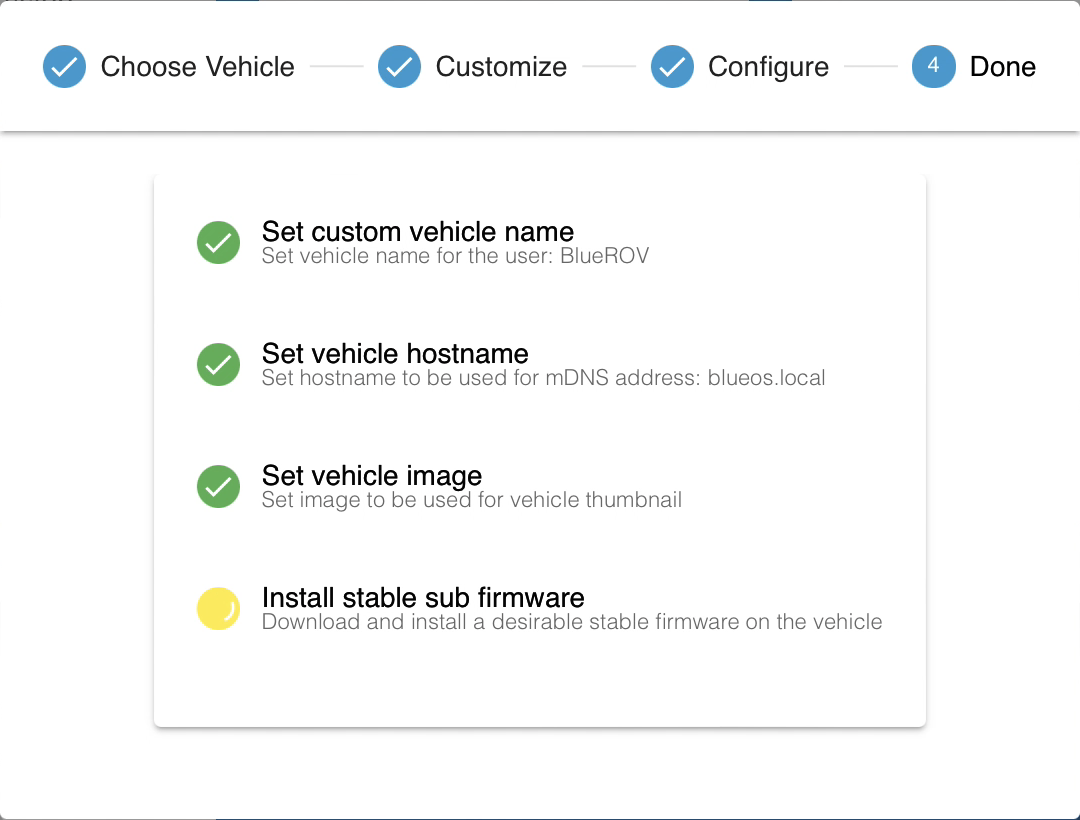 Choose Vehicle
Customize
Configure
4 Done
Set custom vehicle name
Set vehicle name for the user: BlueROV
Set vehicle hostname
Set hostname to be used for mDNS address: blueos.local
Set vehicle image
Set image to be used for vehicle thumbnail
Install stable sub firmware
Download and install a desirable stable firmware on the vehicle